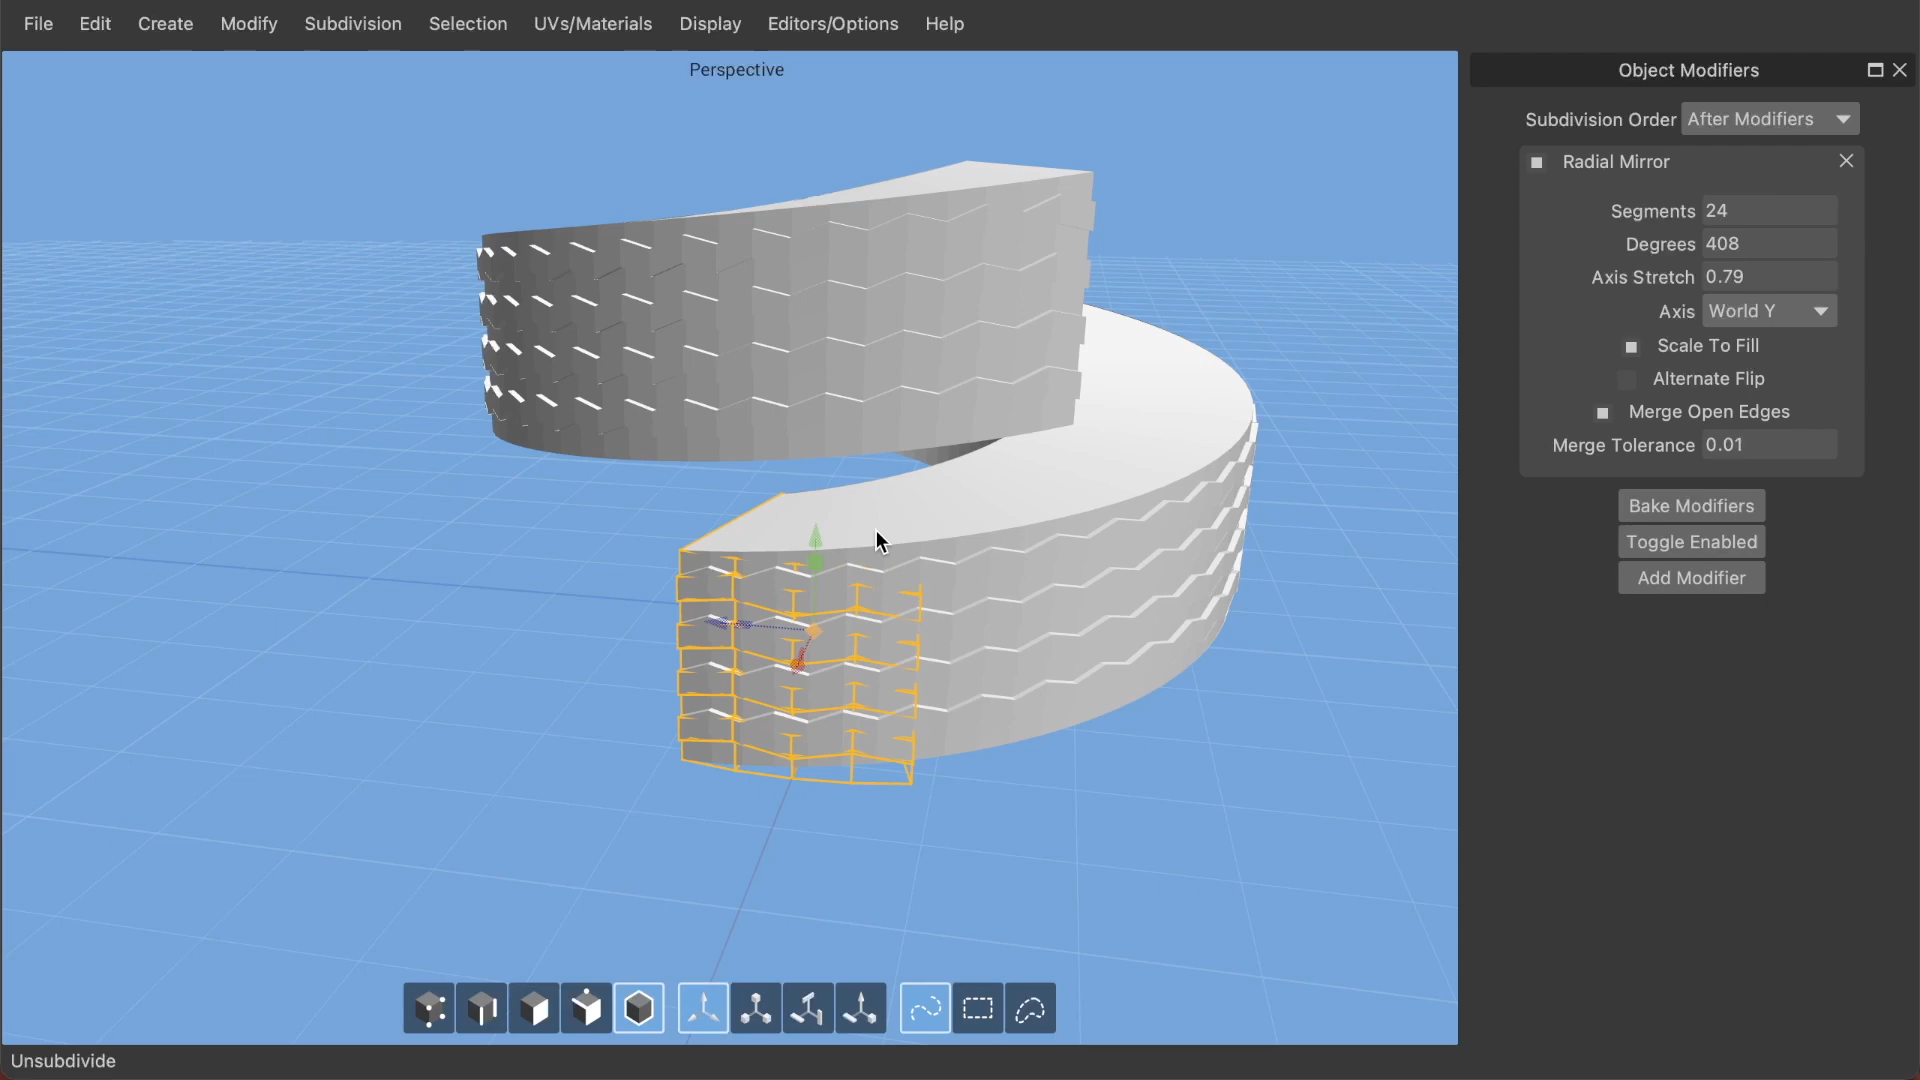 File Edit Create Modify Subdivision Selection UVs/Materials Display Editors/Options Help
Perspective
Object Modifiers
Subdivision Order After Modifiers
Radial Mirror
Segments 24
Degrees 408
Axis Stretch 0.79
Axis World Y
Scale To Fill
Alternate Flip
Merge Open Edges
Merge Tolerance 0.01
Bake Modifiers
Toggle Enabled
Add Modifier
Unsubdivide